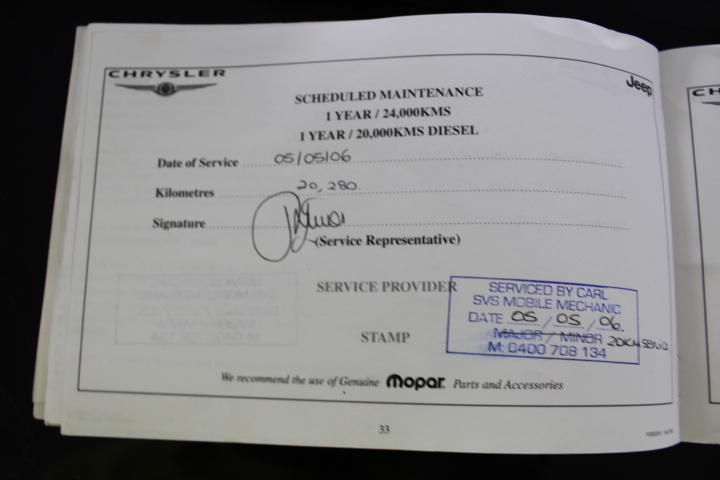 CHRYSLER
Jeep
SCHEDULED MAINTENANCE
1 YEAR / 24,000KMS
1 YEAR / 20,000KMS DIESEL
Date of Service 05/05/06
Kilometres 20,280.
Signature
(Service Representative)
SERVICE PROVIDER
STAMP
SERVICED BY CARL
SVS MOBILE MECHANIC
DATE 05 / 05 / 06
MAJOR / MINOR 20KM SERVICE
M: 0400 708 134
We recommend the use of Genuine Mopar Parts and Accessories
33
CH